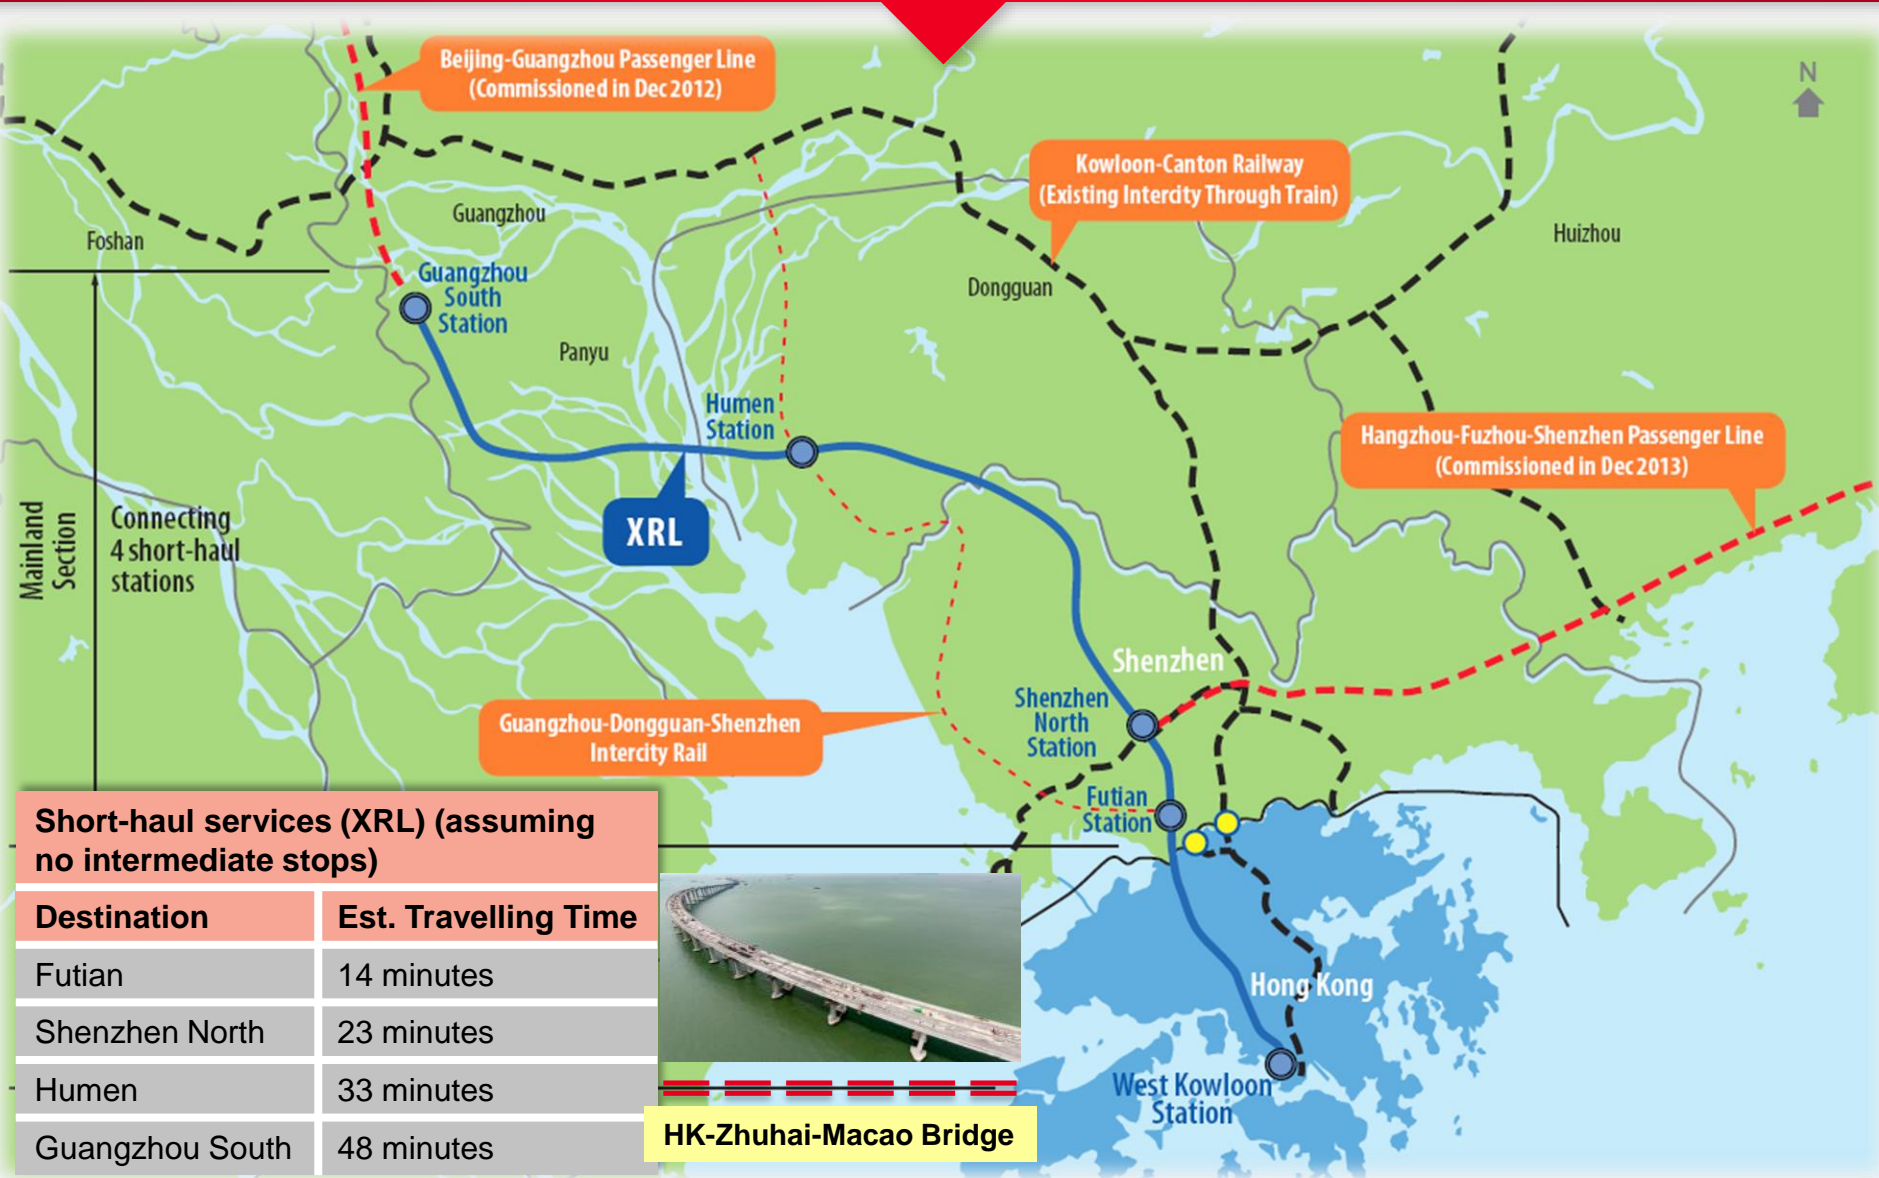 Beijing-Guangzhou Passenger Line
(Commissioned in Dec 2012)
N
Kowloon-Canton Railway
(Existing Intercity Through Train)
Guangzhou
Foshan
Huizhou
Guangzhou
South
Station
Dongguan
Panyu
Humen
Station
Hangzhou-Fuzhou-Shenzhen Passenger Line
(Commissioned in Dec 2013)
Mainland
Section
Connecting
4 short-haul
stations
XRL
Shenzhen
Shenzhen
North
Station
Guangzhou-Dongguan-Shenzhen
Intercity Rail
Futian
Station
Short-haul services (XRL) (assuming
no intermediate stops)
Destination Est. Travelling Time
Futian 14 minutes
Shenzhen North 23 minutes
Humen 33 minutes
Guangzhou South 48 minutes
Hong Kong
West Kowloon
Station
HK-Zhuhai-Macao Bridge